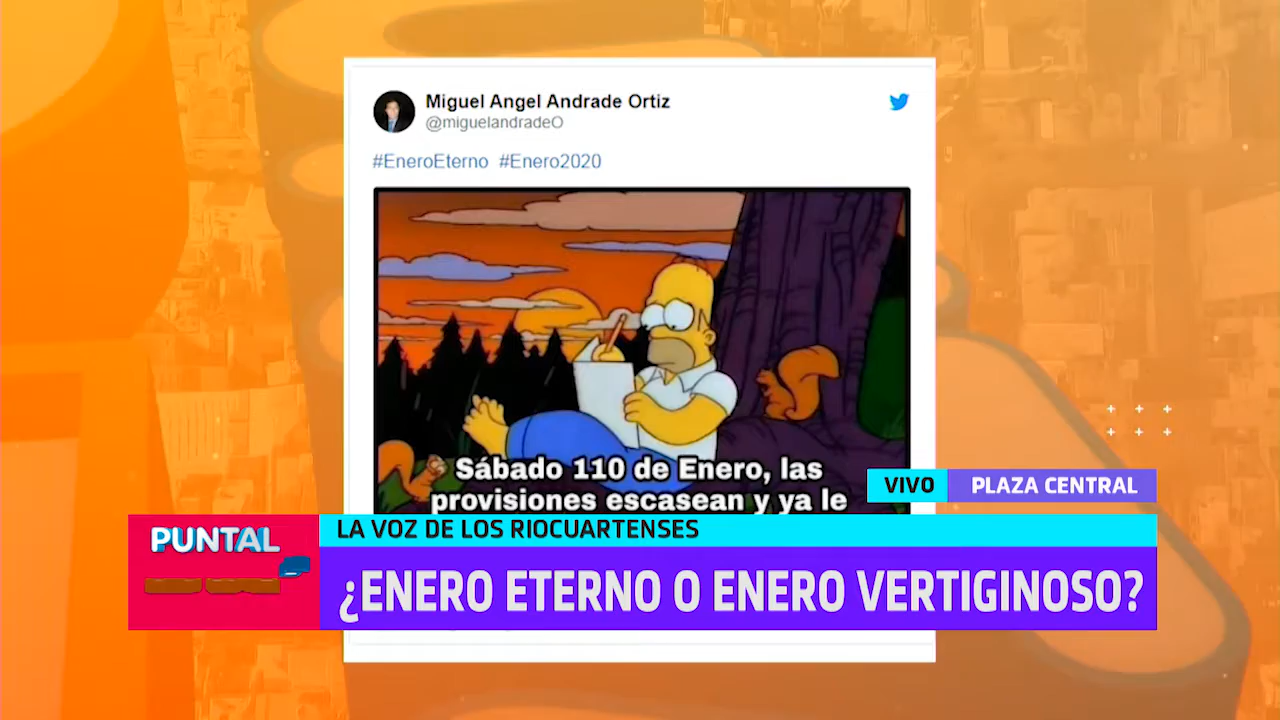 Miguel Angel Andrade Ortiz
@miguelandradeO
#EneroEterno #Enero2020
Sábado 110 de Enero, las
provisiones escasean y ya le
VIVO PLAZA CENTRAL
PUNTAL
LA VOZ DE LOS RIOCUARTENSES
¿ENERO ETERNO O ENERO VERTIGINOSO?